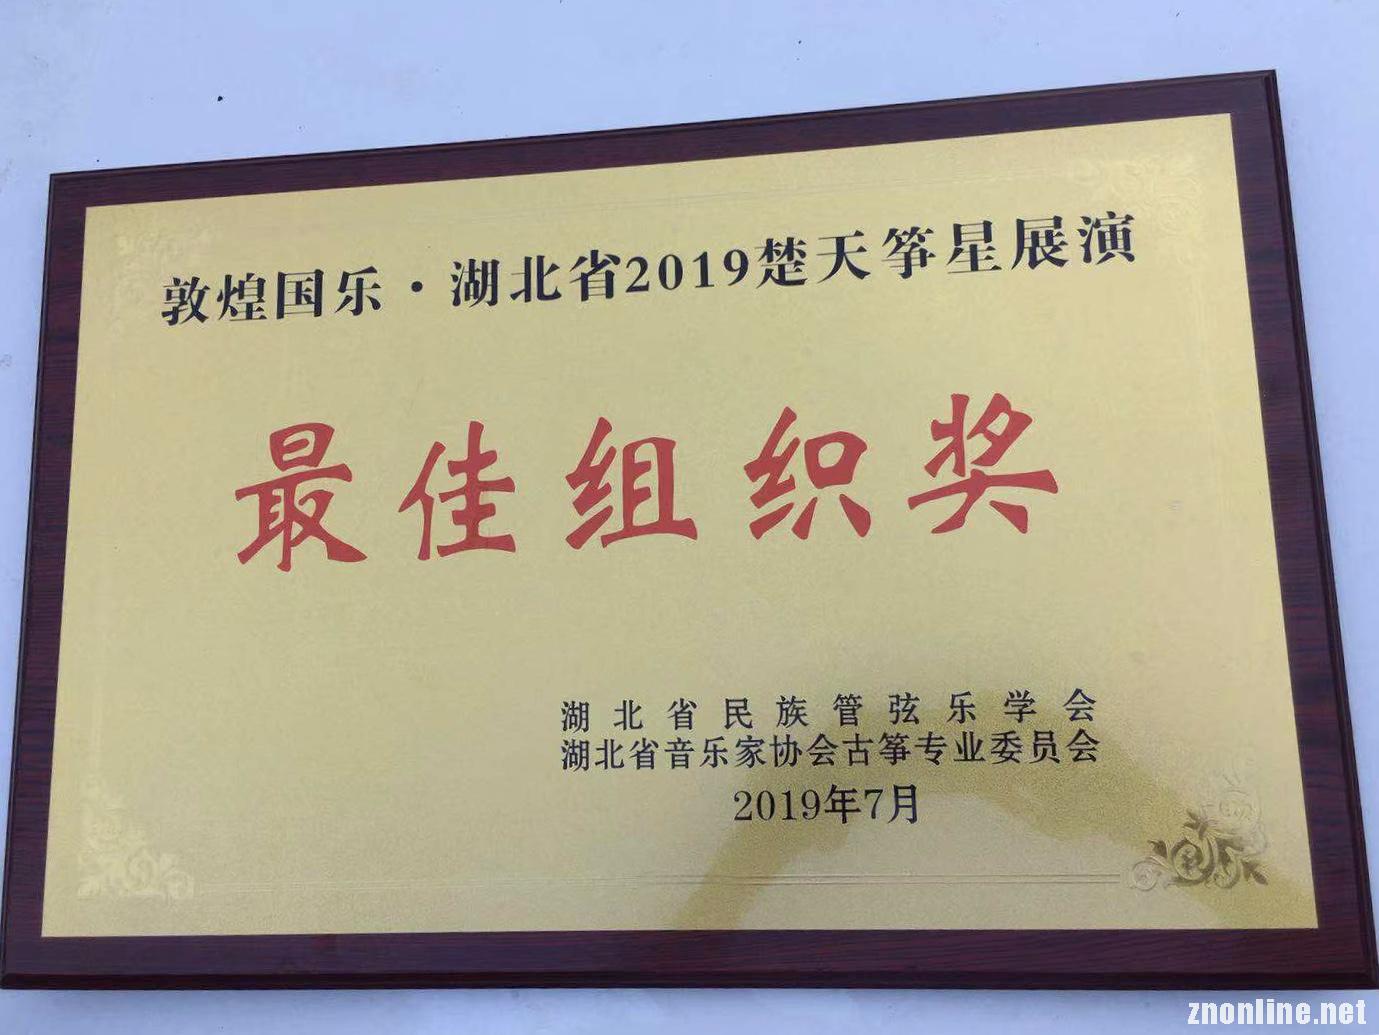 敦煌国乐·湖北省2019楚天筝星展演
最佳组织奖
湖北省民族管弦乐学会
湖北省音乐家协会古筝专业委员会
2019年7月
znonline.net